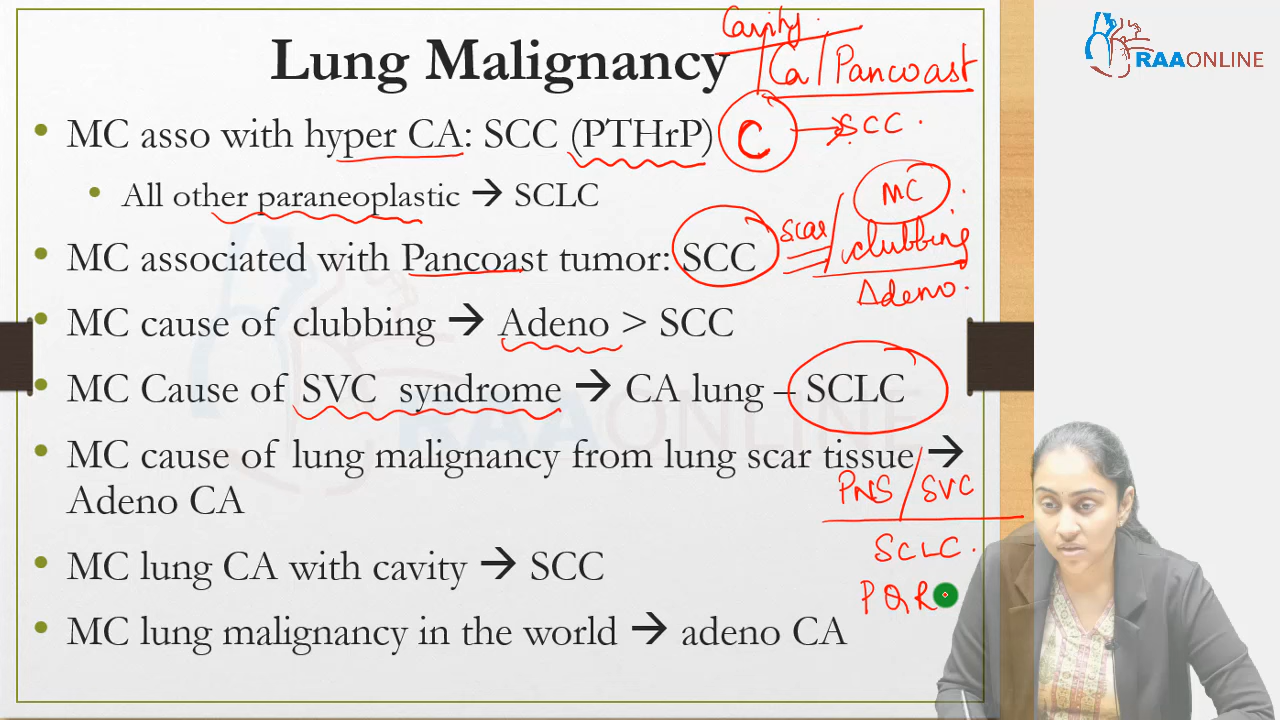 Cavity.
Lung Malignancy
Ca / Pancoast
RAAONLINE
MC asso with hyper CA: SCC (PTHrP)
C → SCC.
All other paraneoplastic → SCLC
MC.
MC associated with Pancoast tumor: SCC
scar / clubbing
Adeno.
MC cause of clubbing → Adeno > SCC
MC Cause of SVC syndrome → CA lung – SCLC
RAAONLINE
MC cause of lung malignancy from lung scar tissue →
Adeno CA
PNS / SVC
SCLC.
MC lung CA with cavity → SCC
P Q R
MC lung malignancy in the world → adeno CA